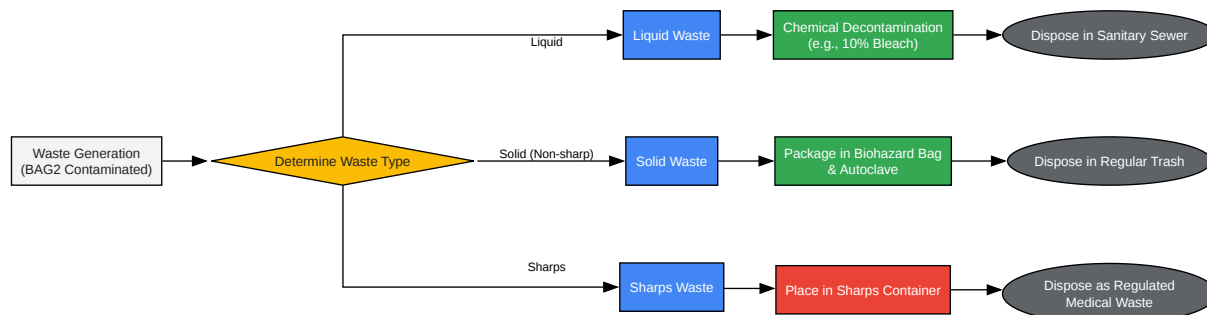 Liquid
Liquid Waste
Chemical Decontamination
(e.g., 10% Bleach)
Dispose in Sanitary Sewer
Waste Generation
(BAG2 Contaminated)
Determine Waste Type
Solid (Non-sharp)
Solid Waste
Package in Biohazard Bag
& Autoclave
Dispose in Regular Trash
Sharps
Sharps Waste
Place in Sharps Container
Dispose as Regulated
Medical Waste